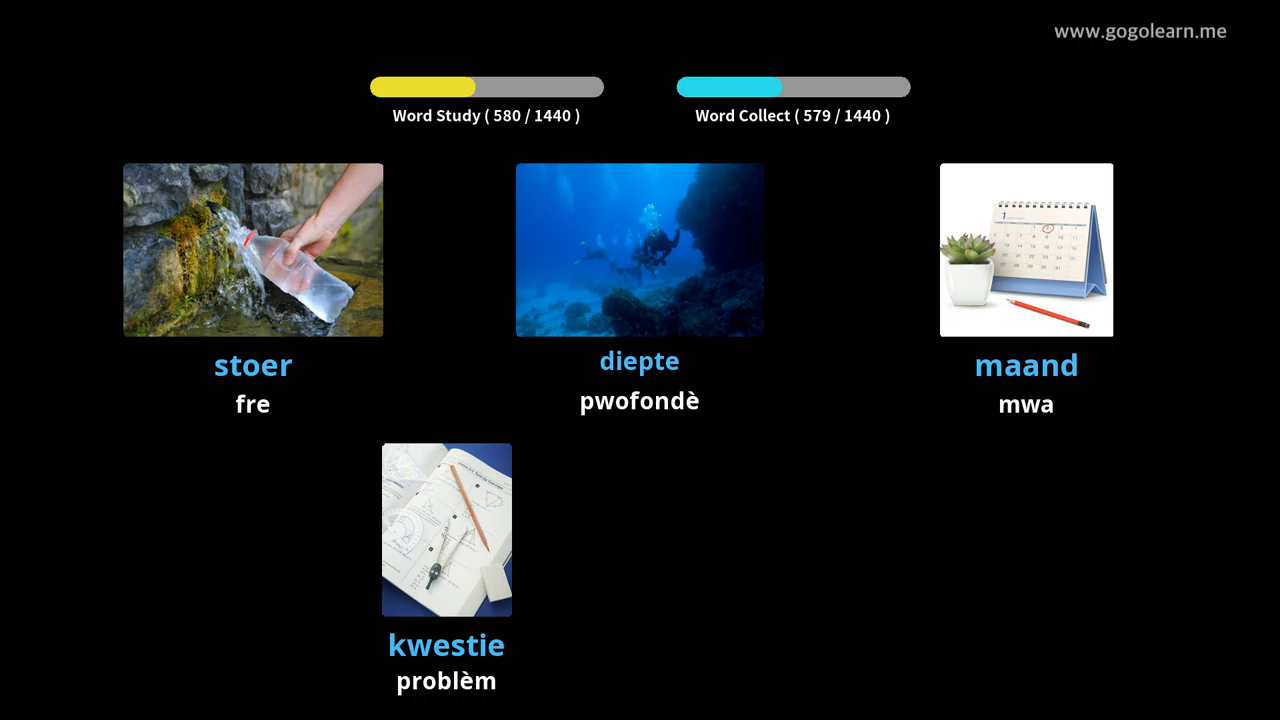 www.gogolearn.me
Word Study ( 580 / 1440 )
Word Collect ( 579 / 1440 )
stoer
fre
diepte
pwofondè
maand
mwa
kwestie
problèm